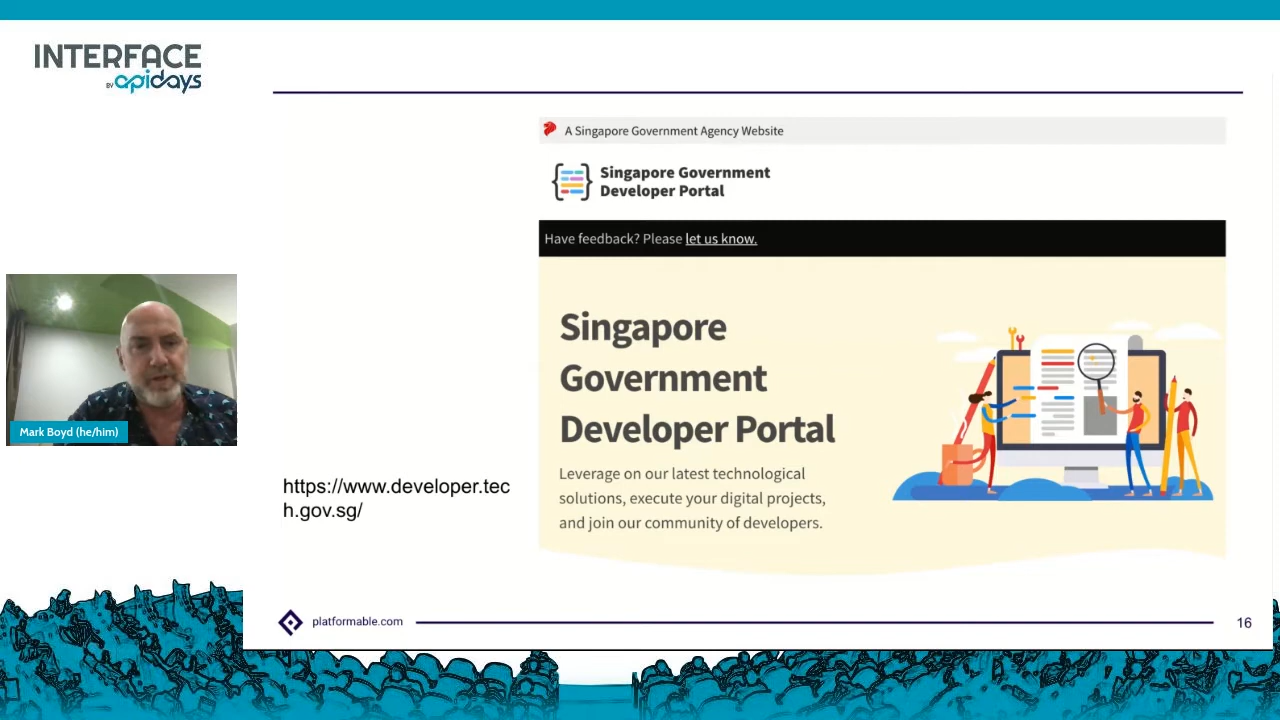 INTERFACE
BY apidays
A Singapore Government Agency Website
Singapore Government
Developer Portal
Have feedback? Please let us know.
Singapore
Government
Developer Portal
Leverage on our latest technological
solutions, execute your digital projects,
and join our community of developers.
Mark Boyd (he/him)
https://www.developer.tec
h.gov.sg/
platformable.com
16